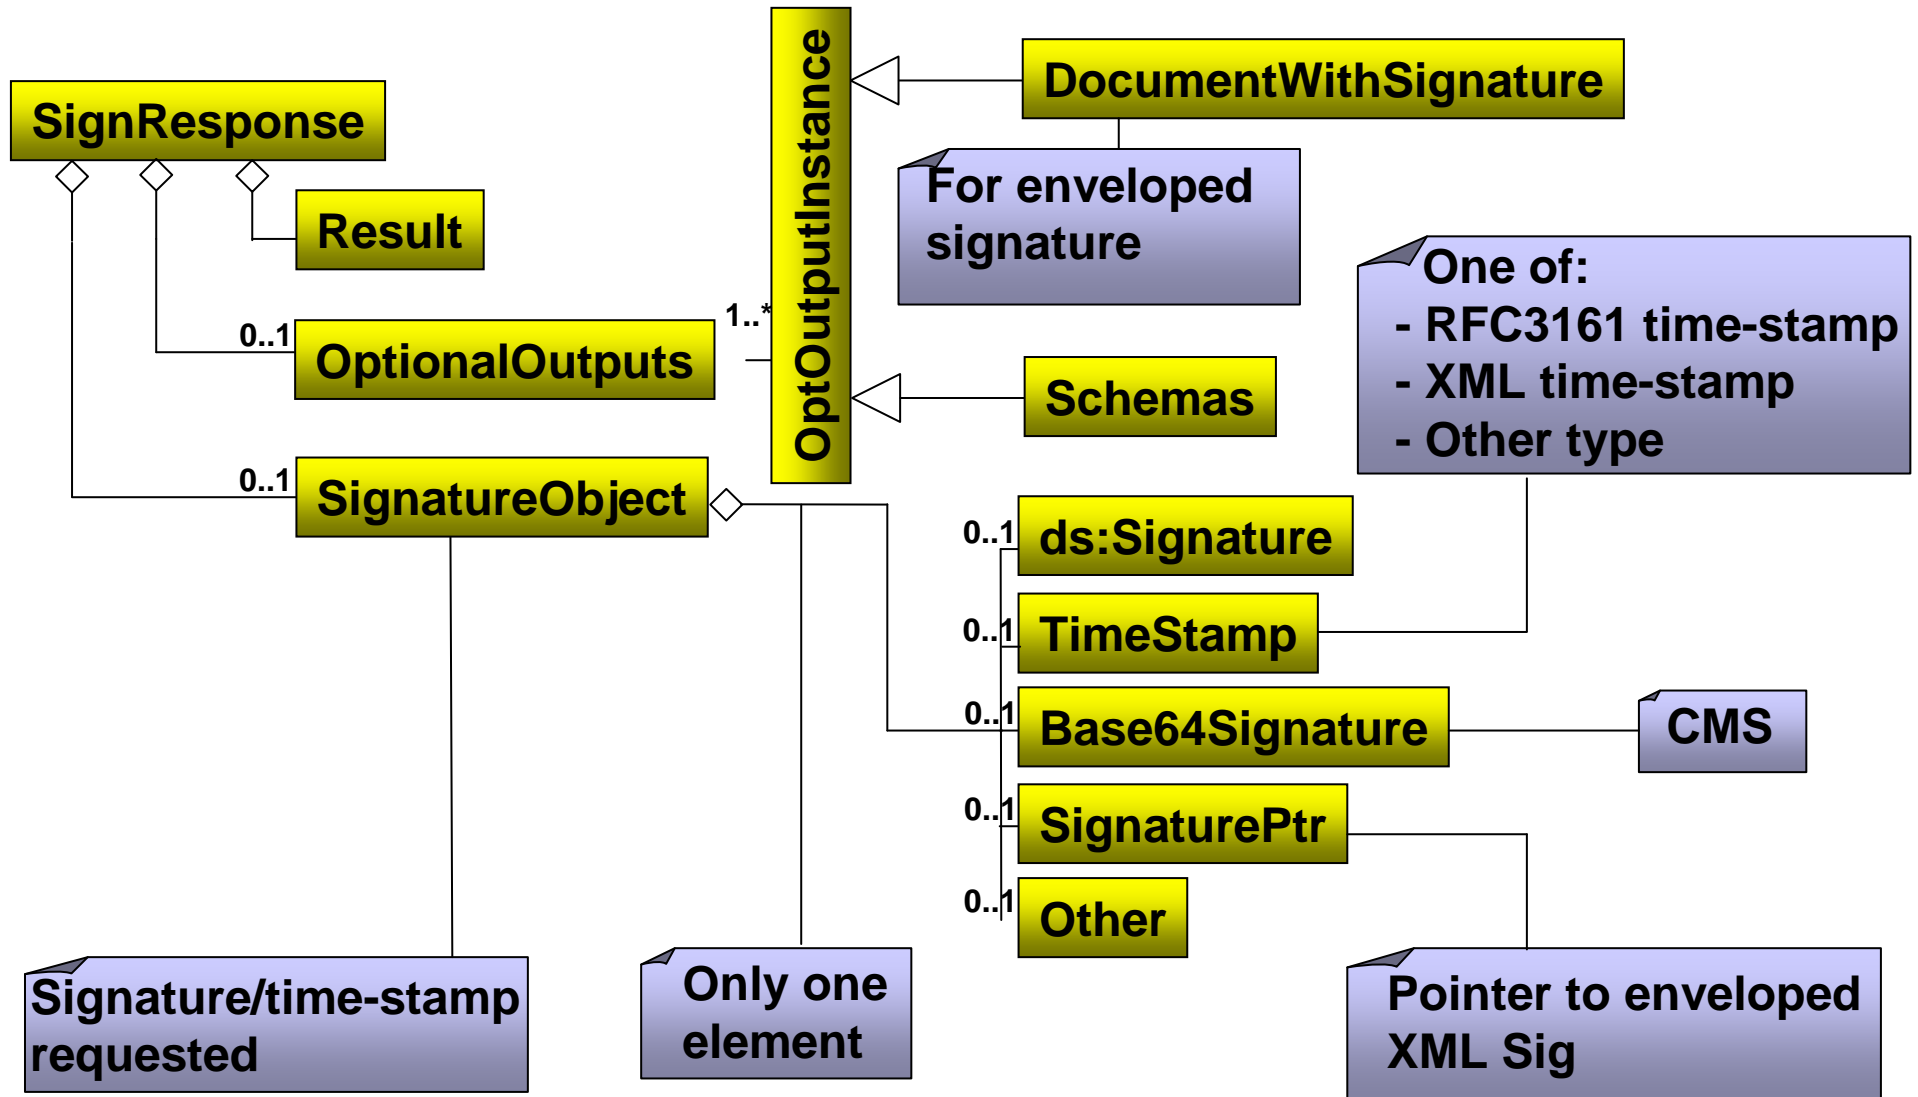 SignResponse
Result
0..1
OptionalOutputs
1..*
OptOutputInstance
DocumentWithSignature
For enveloped
signature
Schemas
One of:
- RFC3161 time-stamp
- XML time-stamp
- Other type
0..1
SignatureObject
0..1
ds:Signature
0..1
TimeStamp
0..1
Base64Signature
CMS
0..1
SignaturePtr
0..1
Other
Signature/time-stamp
requested
Only one
element
Pointer to enveloped
XML Sig